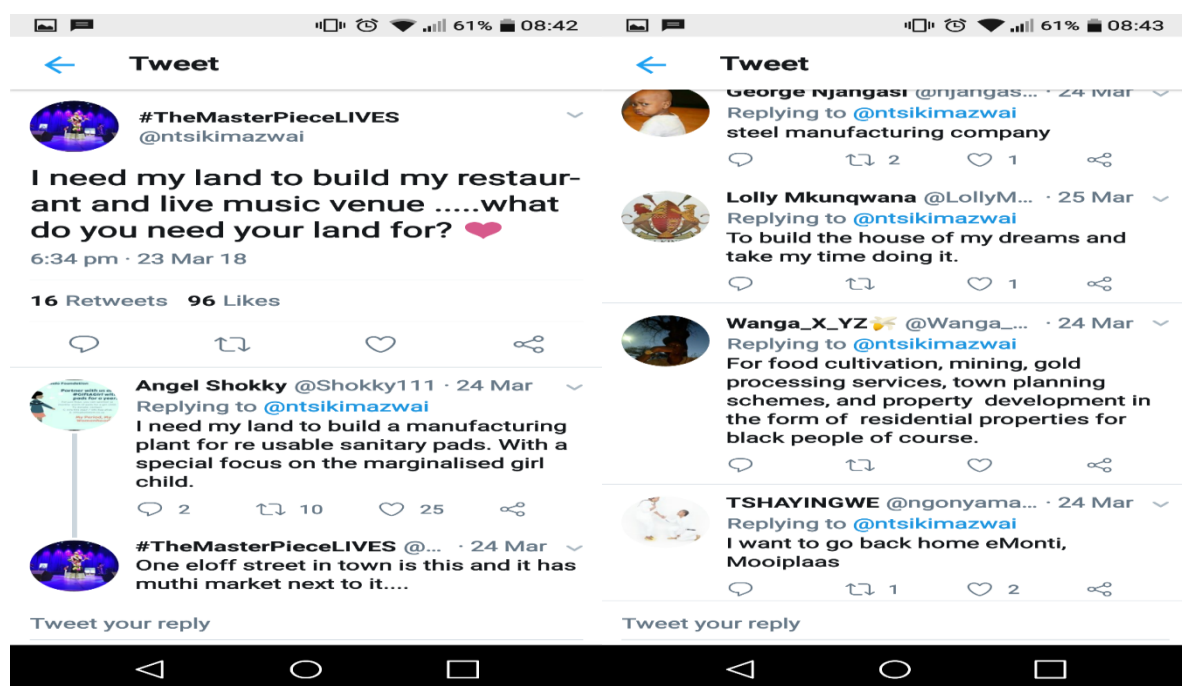 61% 08:42
Tweet
#TheMasterPieceLIVES
@ntsikimazwai
I need my land to build my restaur-
ant and live music venue .....what
do you need your land for? ❤
6:34 pm · 23 Mar 18
16 Retweets 96 Likes
Angel Shokky @Shokky111 · 24 Mar
Replying to @ntsikimazwai
I need my land to build a manufacturing
plant for re usable sanitary pads. With a
special focus on the marginalised girl
child.
2 10 25
#TheMasterPieceLIVES @... · 24 Mar
One eloff street in town is this and it has
muthi market next to it....
Tweet your reply
61% 08:43
Tweet
George Njangasi @njangas... · 24 Mar
Replying to @ntsikimazwai
steel manufacturing company
2 1
Lolly Mkunqwana @LollyM... · 25 Mar
Replying to @ntsikimazwai
To build the house of my dreams and
take my time doing it.
1
Wanga_X_YZ🍌 @Wanga_... · 24 Mar
Replying to @ntsikimazwai
For food cultivation, mining, gold
processing services, town planning
schemes, and property development in
the form of residential properties for
black people of course.
TSHAYINGWE @ngonyama... · 24 Mar
Replying to @ntsikimazwai
I want to go back home eMonti,
Mooiplaas
1 2
Tweet your reply